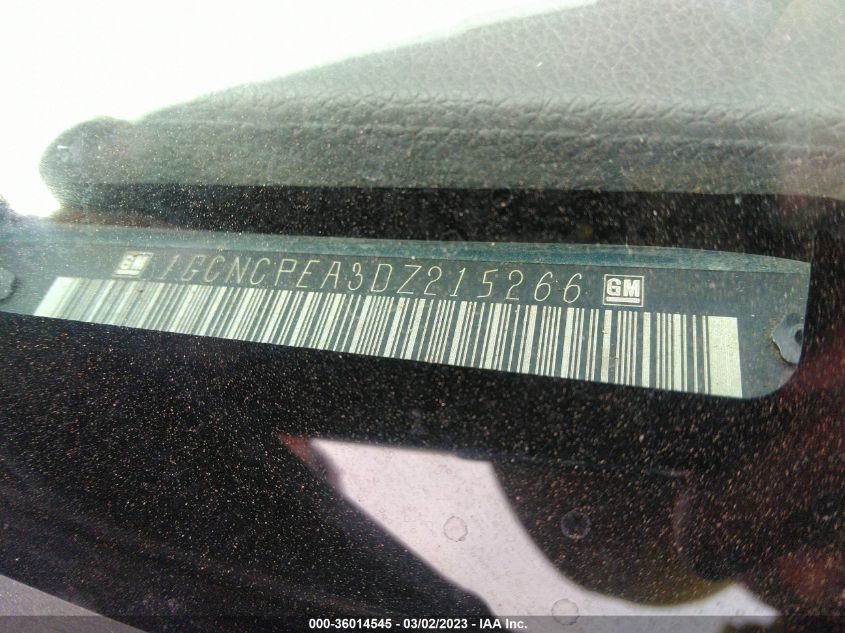 GM 1GCNCPEA3DZ215266 GM
000-36014545 - 03/02/2023 - IAA Inc.